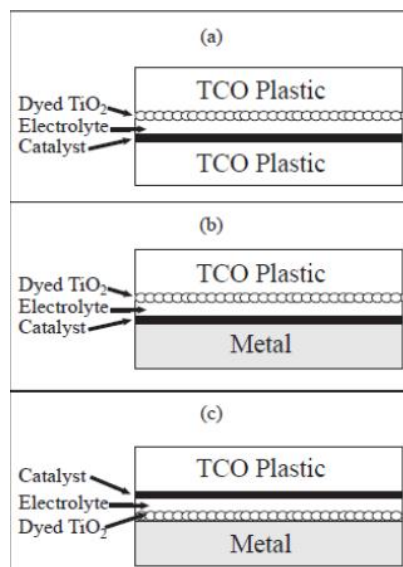 (a)
TCO Plastic
Dyed TiO₂
Electrolyte
Catalyst
TCO Plastic
(b)
TCO Plastic
Dyed TiO₂
Electrolyte
Catalyst
Metal
(c)
TCO Plastic
Catalyst
Electrolyte
Dyed TiO₂
Metal